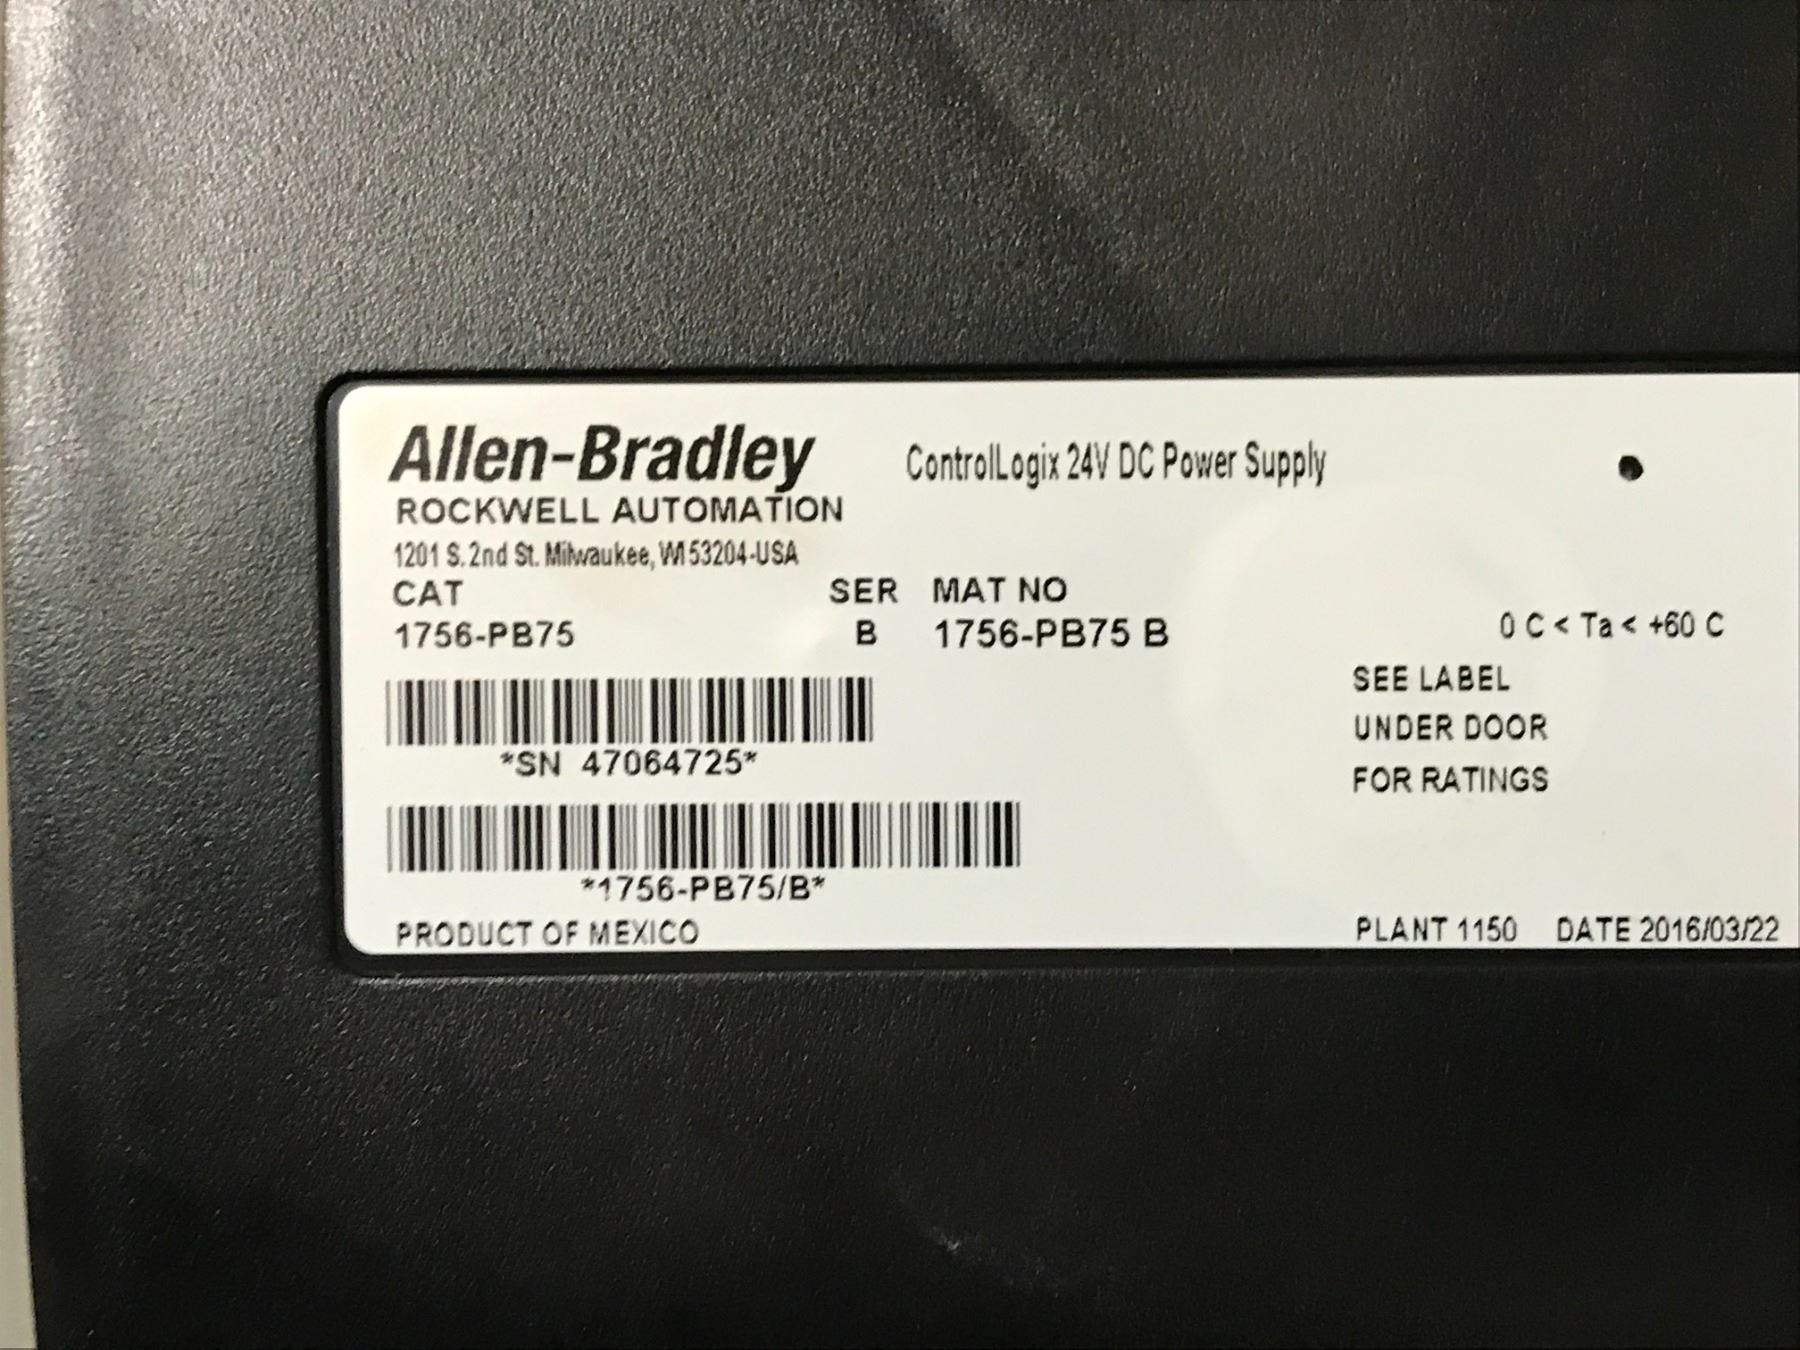 Allen-Bradley ControlLogix 24V DC Power Supply
ROCKWELL AUTOMATION
1201 S. 2nd St. Milwaukee, WI 53204-USA
CAT SER MAT NO
1756-PB75 B 1756-PB75 B
0 C < Ta < +60 C
SEE LABEL
UNDER DOOR
FOR RATINGS
*SN 47064725*
*1756-PB75/B*
PRODUCT OF MEXICO PLANT 1150 DATE 2016/03/22